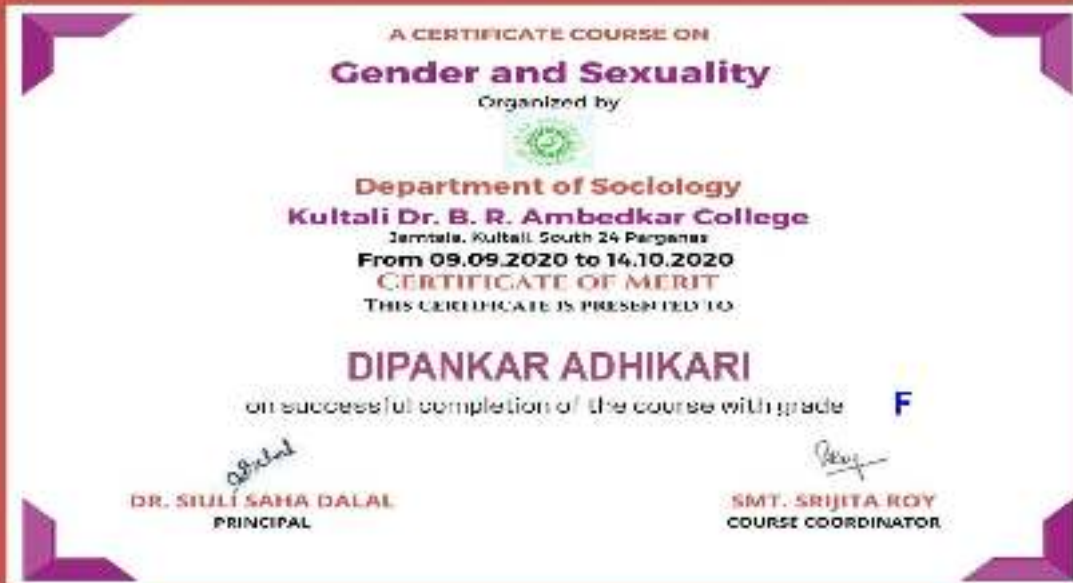 A CERTIFICATE COURSE ON
Gender and Sexuality
Organized by
Department of Sociology
Kultali Dr. B. R. Ambedkar College
Jamtala, Kultali, South 24 Parganas
From 09.09.2020 to 14.10.2020
CERTIFICATE OF MERIT
THIS CERTIFICATE IS PRESENTED TO
DIPANKAR ADHIKARI
on successful completion of the course with grade F
DR. SIULI SAHA DALAL
PRINCIPAL
SMT. SRIJITA ROY
COURSE COORDINATOR